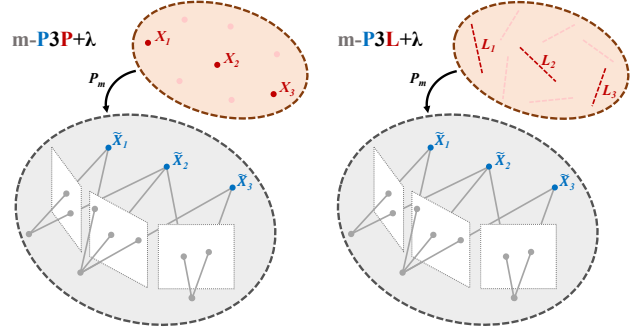 m-P3P+λ
X₁
X₂
X₃
Pₘ
X̃₁
X̃₂
X̃₃
m-P3L+λ
L₁
L₂
L₃
Pₘ
X̃₁
X̃₂
X̃₃